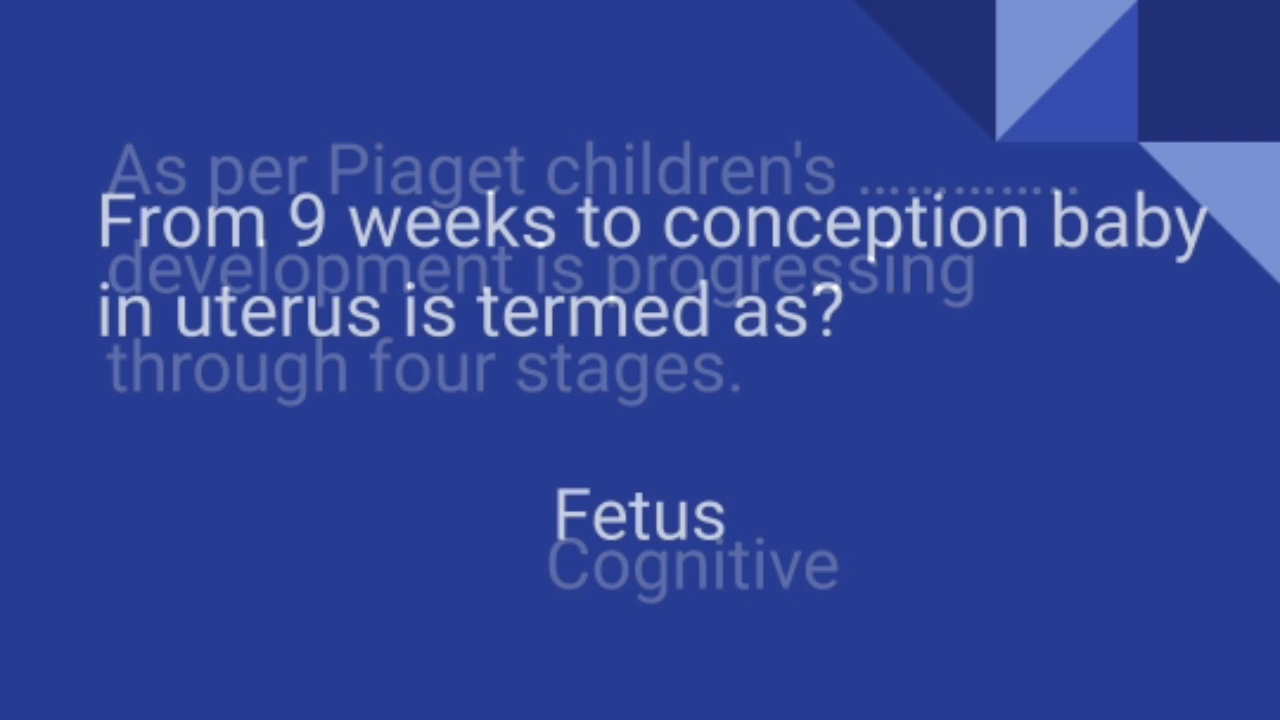 As per Piaget children's ..............
From 9 weeks to conception baby
development is progressing
in uterus is termed as?
through four stages.
Fetus
Cognitive